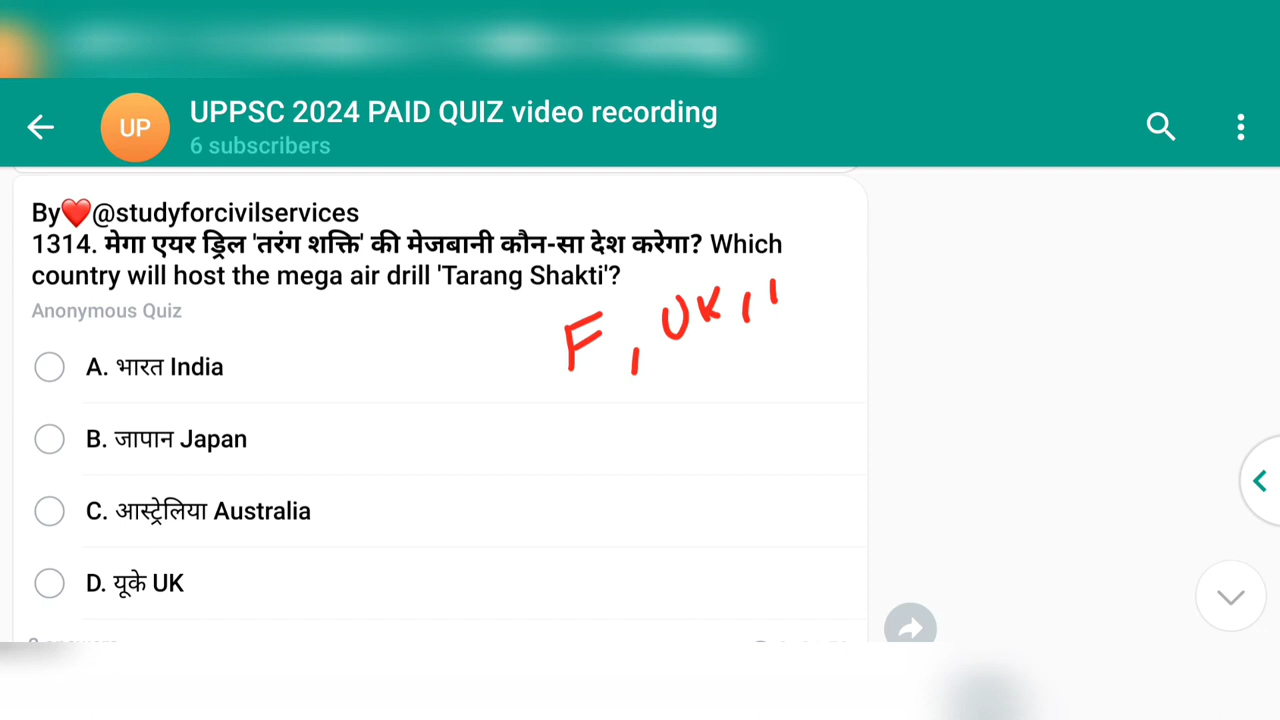 UPPSC 2024 PAID QUIZ video recording
UP
6 subscribers
By❤️@studyforcivilservices
1314. मेगा एयर ड्रिल 'तरंग शक्ति' की मेजबानी कौन-सा देश करेगा? Which
country will host the mega air drill 'Tarang Shakti'?
Anonymous Quiz
F, UK, ,
A. भारत India
B. जापान Japan
C. आस्ट्रेलिया Australia
D. यूके UK